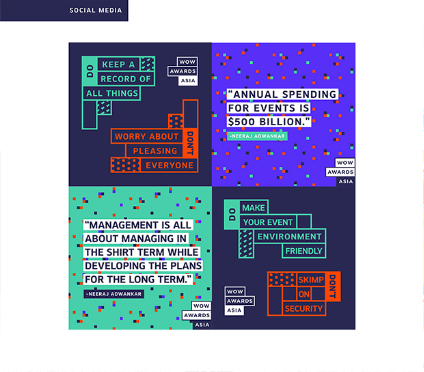 SOCIAL MEDIA
DO
KEEP A
RECORD OF
ALL THINGS
WOW
AWARDS
ASIA
WORRY ABOUT
PLEASING
EVERYONE
DON'T
"ANNUAL SPENDING
FOR EVENTS IS
$500 BILLION."
-NEERAJ ADWANKAR
WOW
AWARDS
ASIA
"MANAGEMENT IS ALL
ABOUT MANAGING IN
THE SHIRT TERM WHILE
DEVELOPING THE PLANS
FOR THE LONG TERM."
-NEERAJ ADWANKAR
WOW
AWARDS
ASIA
DO
MAKE
YOUR EVENT
ENVIRONMENT
FRIENDLY
WOW
AWARDS
ASIA
SKIMP
ON
SECURITY
DON'T